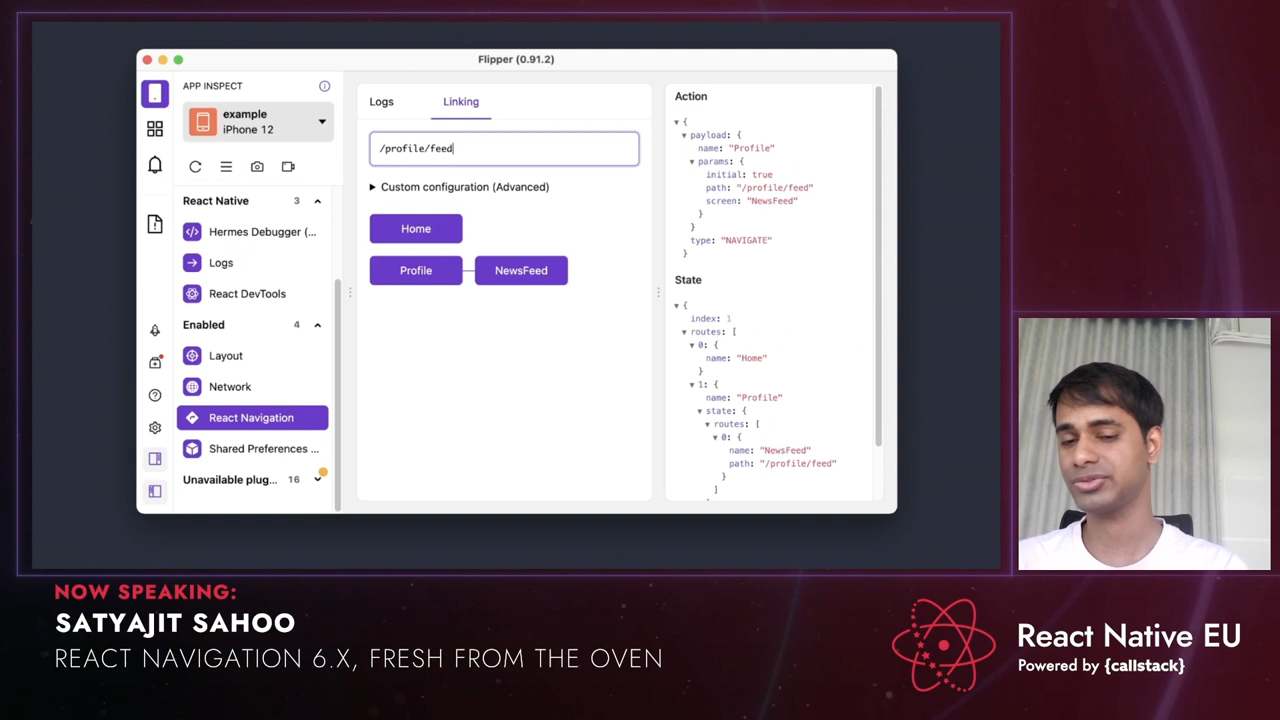 Flipper (0.91.2)
APP INSPECT
example
iPhone 12
React Native 3
Hermes Debugger (...
Logs
React DevTools
Enabled 4
Layout
Network
React Navigation
Shared Preferences ...
Unavailable plug... 16
Logs Linking
/profile/feed
Custom configuration (Advanced)
Home
Profile NewsFeed
Action
▼ {
▼ payload: {
name: "Profile"
▼ params: {
initial: true
path: "/profile/feed"
screen: "NewsFeed"
}
}
type: "NAVIGATE"
}
State
▼ {
index: 1
▼ routes: [
▼ 0: {
name: "Home"
}
▼ 1: {
name: "Profile"
▼ state: {
▼ routes: [
▼ 0: {
name: "NewsFeed"
path: "/profile/feed"
}
]
NOW SPEAKING:
SATYAJIT SAHOO
REACT NAVIGATION 6.X, FRESH FROM THE OVEN
React Native EU
Powered by {callstack}